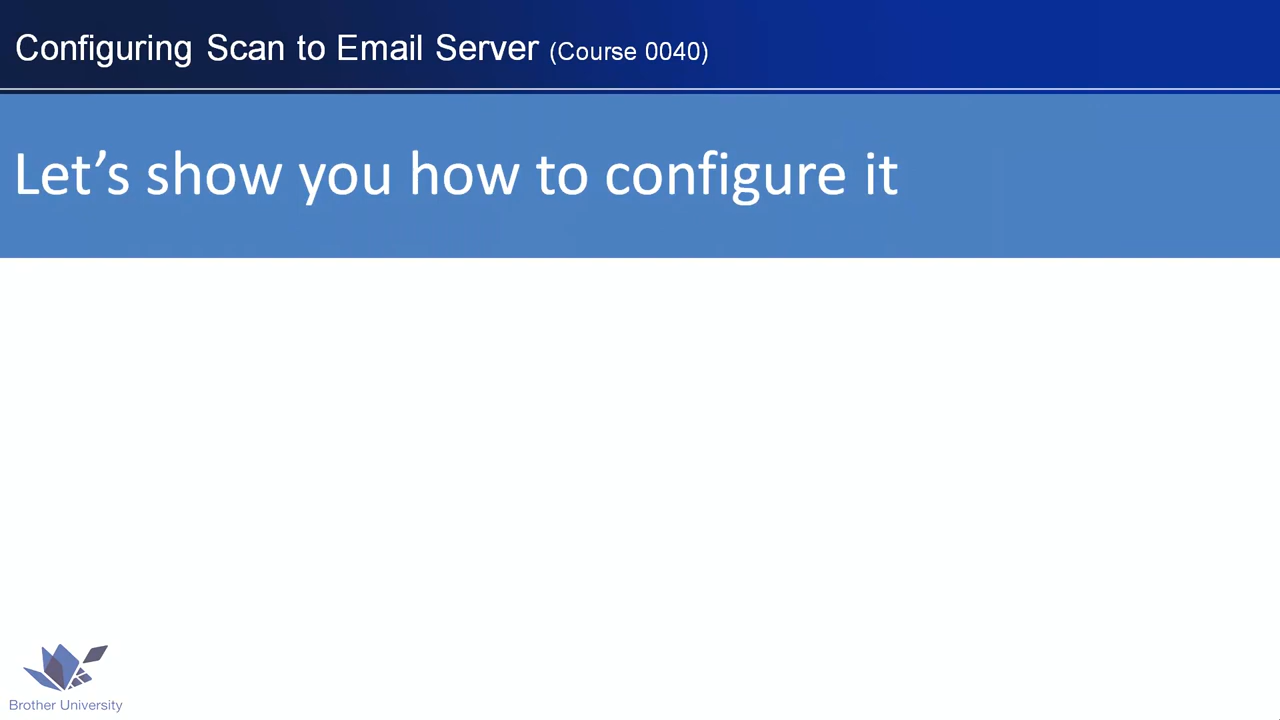 Configuring Scan to Email Server (Course 0040)
Let’s show you how to configure it
Brother University